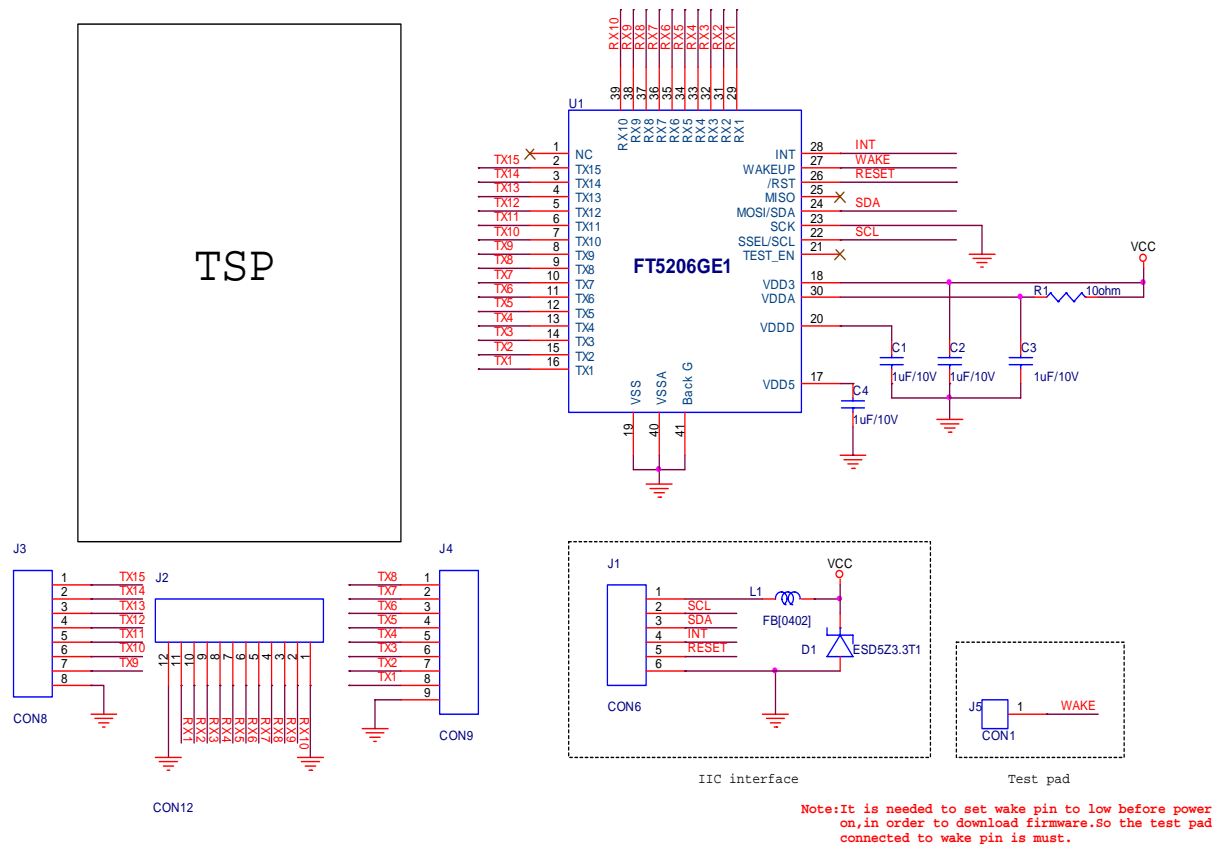 TSP
RX10
RX9
RX8
RX7
RX6
RX5
RX4
RX3
RX2
RX1
39
38
37
36
35
34
33
32
31
29
U1
RX10
RX9
RX8
RX7
RX6
RX5
RX4
RX3
RX2
RX1
1 NC
TX15 2 TX15
TX14 3 TX14
TX13 4 TX13
TX12 5 TX12
TX11 6 TX11
TX10 7 TX10
TX9 8 TX9
TX8 9 TX8
TX7 10 TX7
TX6 11 TX6
TX5 12 TX5
TX4 13 TX4
TX3 14 TX3
TX2 15 TX2
TX1 16 TX1
FT5206GE1
INT 28 INT
WAKEUP 27 WAKE
/RST 26 RESET
MISO 25
MOSI/SDA 24 SDA
SCK 23
SSEL/SCL 22 SCL
TEST_EN 21
VDD3 18
VDDA 30
VDDD 20
VDD5 17
VCC
R1 10ohm
C1
1uF/10V
C2
1uF/10V
C3
1uF/10V
C4
1uF/10V
VSS
VSSA
Back G
19
40
41
J3
1 TX15
2 TX14
3 TX13
4 TX12
5 TX11
6 TX10
7 TX9
8
CON8
J2
12
11
10
9
8
7
6
5
4
3
2
1
RX1
RX2
RX3
RX4
RX5
RX6
RX7
RX8
RX9
RX10
CON12
J4
TX8 1
TX7 2
TX6 3
TX5 4
TX4 5
TX3 6
TX2 7
TX1 8
9
CON9
J1
1
2 SCL
3 SDA
4 INT
5 RESET
6
CON6
L1
FB[0402]
VCC
D1 ESD5Z3.3T1
IIC interface
J5 1 WAKE
CON1
Test pad
Note:It is needed to set wake pin to low before power
on,in order to download firmware.So the test pad
connected to wake pin is must.